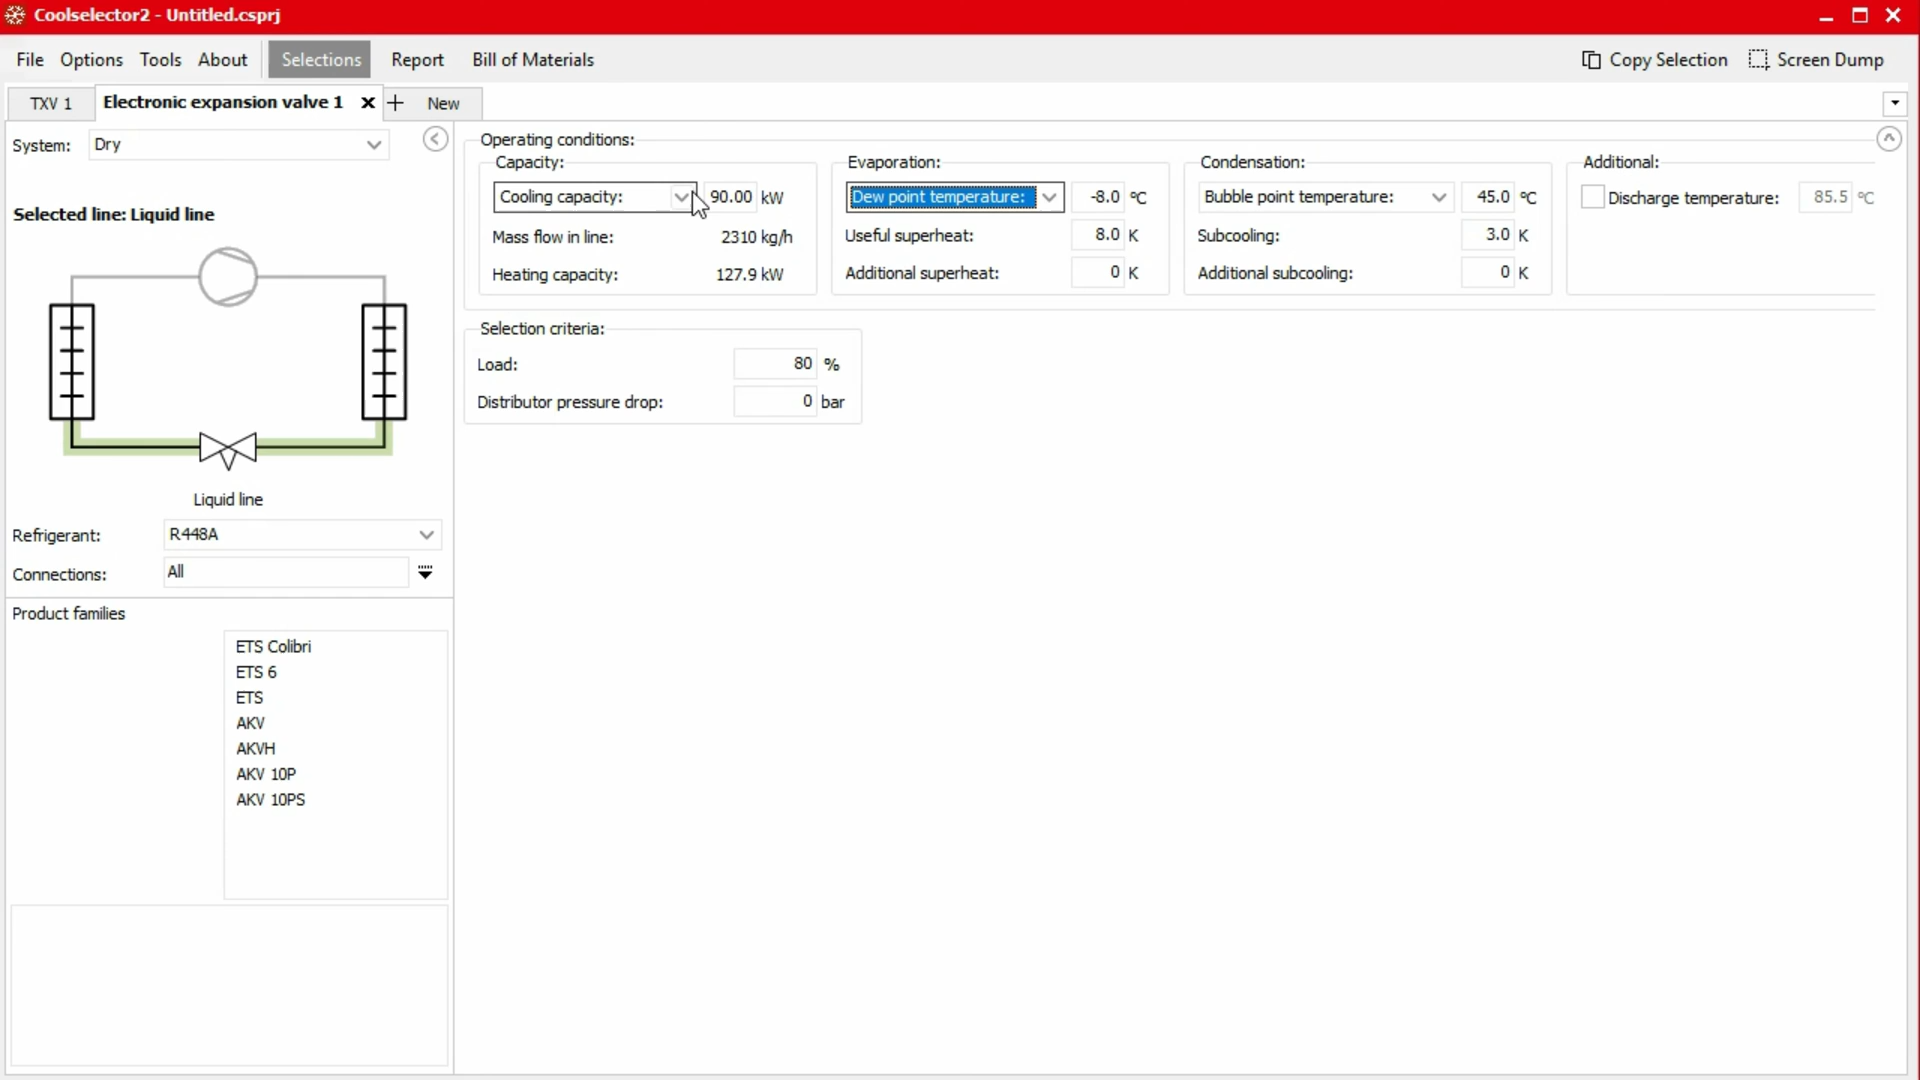 Coolselector2 - Untitled.csprj
File Options Tools About Selections Report Bill of Materials Copy Selection Screen Dump
TXV 1 Electronic expansion valve 1 New
System: Dry
Selected line: Liquid line
Liquid line
Refrigerant: R448A
Connections: All
Product families
ETS Colibri
ETS 6
ETS
AKV
AKVH
AKV 10P
AKV 10PS
Operating conditions:
Capacity:
Cooling capacity: 90.00 kW
Mass flow in line: 2310 kg/h
Heating capacity: 127.9 kW
Evaporation:
Dew point temperature: -8.0 °C
Useful superheat: 8.0 K
Additional superheat: 0 K
Condensation:
Bubble point temperature: 45.0 °C
Subcooling: 3.0 K
Additional subcooling: 0 K
Additional:
Discharge temperature: 85.5 °C
Selection criteria:
Load: 80 %
Distributor pressure drop: 0 bar